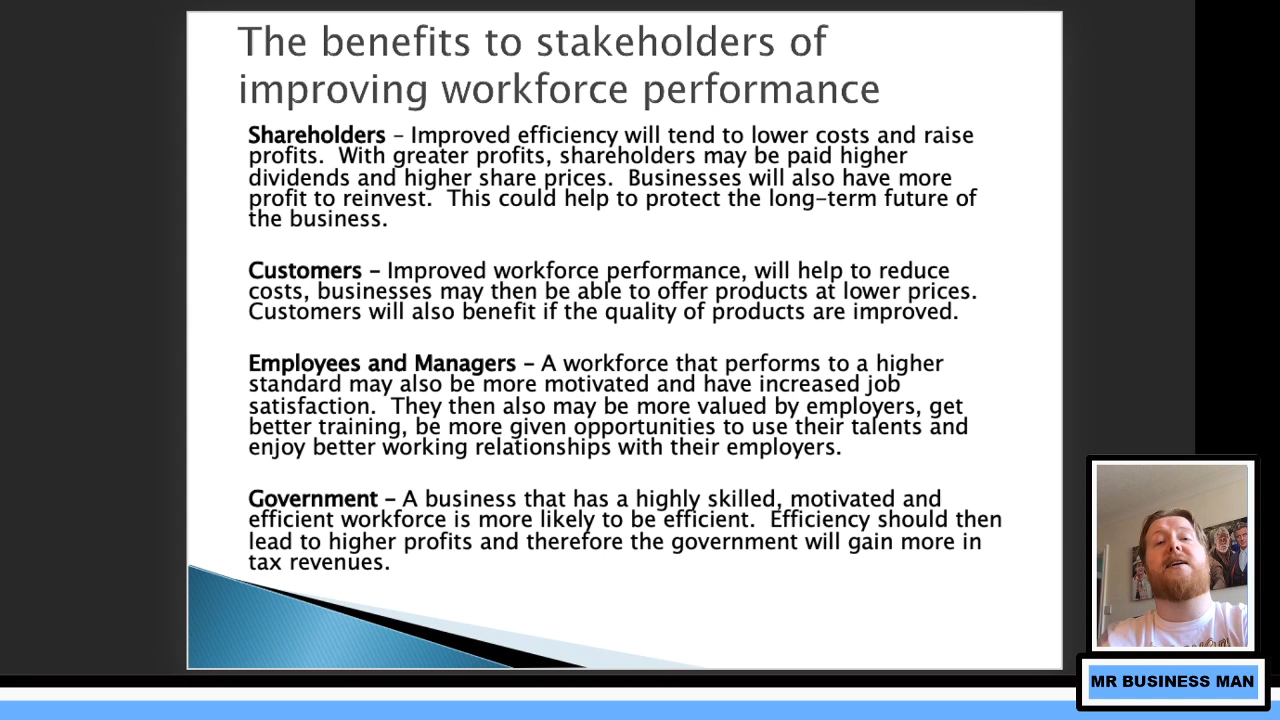 The benefits to stakeholders of
improving workforce performance
Shareholders – Improved efficiency will tend to lower costs and raise
profits. With greater profits, shareholders may be paid higher
dividends and higher share prices. Businesses will also have more
profit to reinvest. This could help to protect the long-term future of
the business.
Customers – Improved workforce performance, will help to reduce
costs, businesses may then be able to offer products at lower prices.
Customers will also benefit if the quality of products are improved.
Employees and Managers – A workforce that performs to a higher
standard may also be more motivated and have increased job
satisfaction. They then also may be more valued by employers, get
better training, be more given opportunities to use their talents and
enjoy better working relationships with their employers.
Government – A business that has a highly skilled, motivated and
efficient workforce is more likely to be efficient. Efficiency should then
lead to higher profits and therefore the government will gain more in
tax revenues.
MR BUSINESS MAN